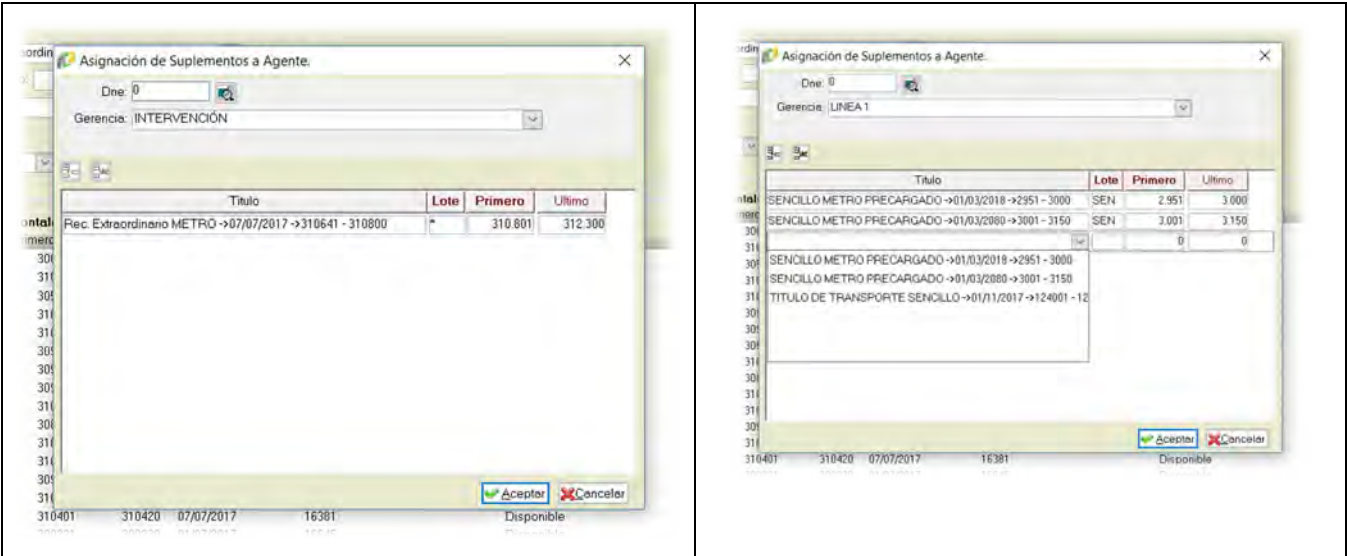 Asignación de Suplementos a Agente.
Dne: 0
Gerencia: INTERVENCIÓN
Titulo Lote Primero Ultimo
Rec. Extraordinario METRO ->07/07/2017 ->310641 - 310800 * 310.801 312.300
Aceptar Cancelar
310401 310420 07/07/2017 16381 Disponible
Asignación de Suplementos a Agente.
Dne: 0
Gerencia: LINEA 1
Titulo Lote Primero Ultimo
SENCILLO METRO PRECARGADO ->01/03/2018 ->2951 - 3000 SEN 2.951 3.000
SENCILLO METRO PRECARGADO ->01/03/2080 ->3001 - 3150 SEN 3.001 3.150
0 0
SENCILLO METRO PRECARGADO ->01/03/2018 ->2951 - 3000
SENCILLO METRO PRECARGADO ->01/03/2080 ->3001 - 3150
TITULO DE TRANSPORTE SENCILLO ->01/11/2017 ->124001 - 12
Aceptar Cancelar
310401 310420 07/07/2017 16381 Disponible